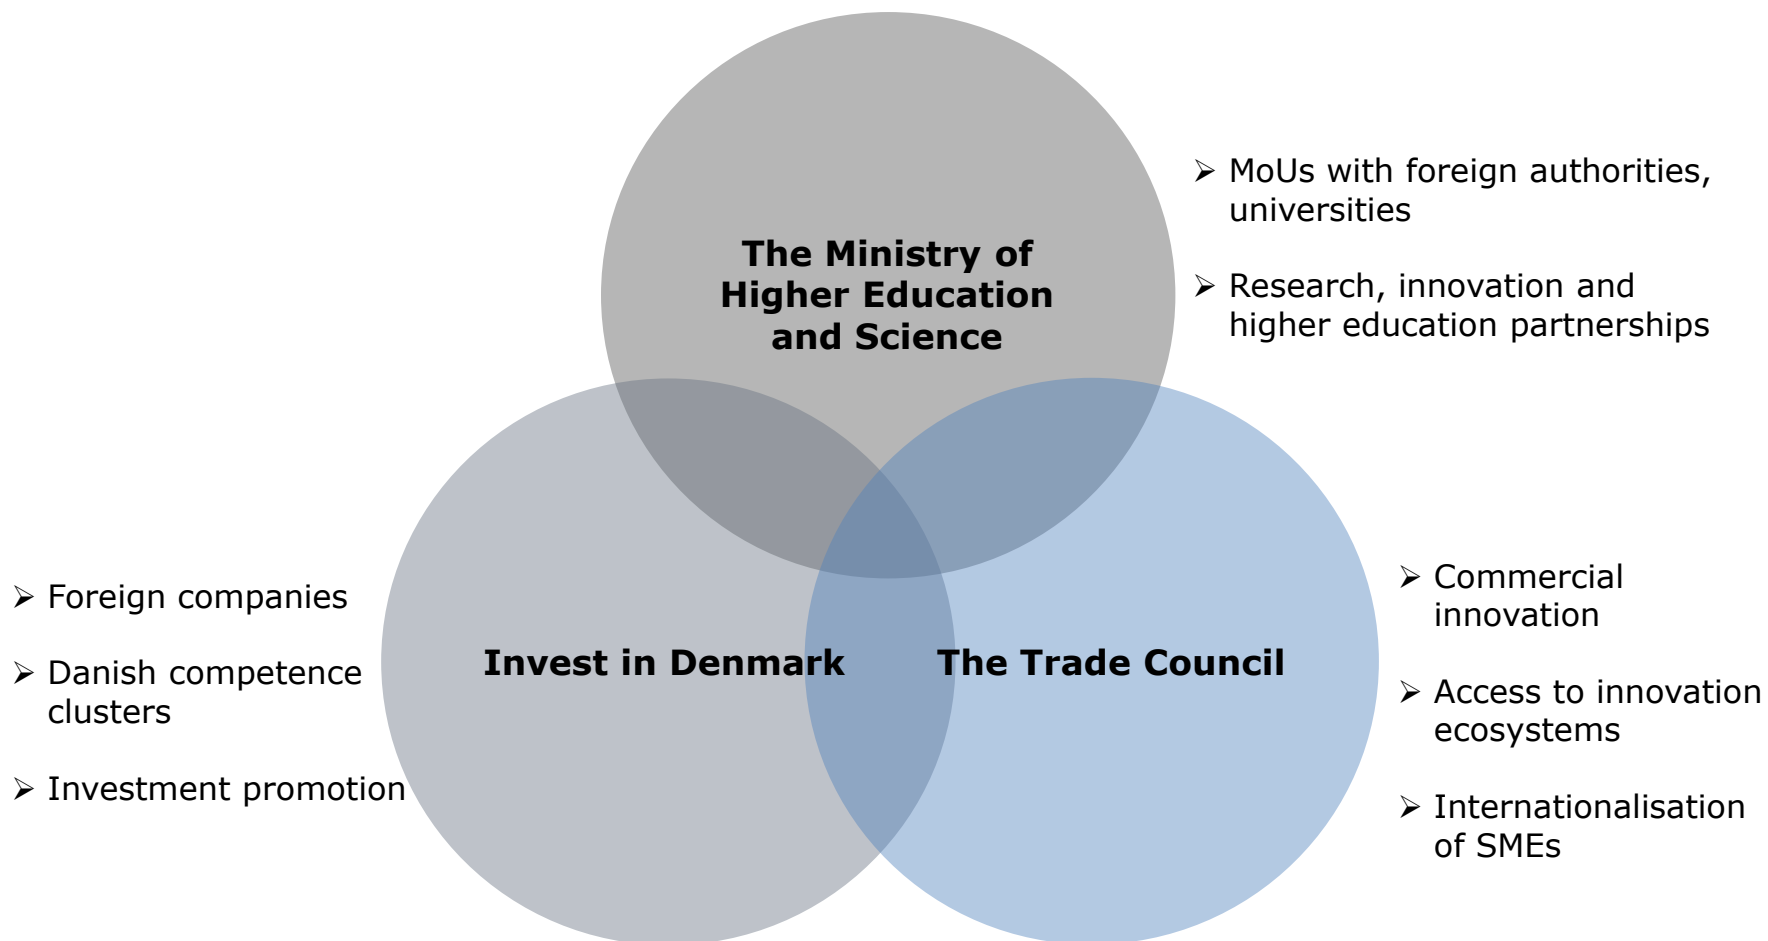 The Ministry of
Higher Education
and Science
➢ MoUs with foreign authorities,
universities
➢ Research, innovation and
higher education partnerships
Invest in Denmark
➢ Foreign companies
➢ Danish competence
clusters
➢ Investment promotion
The Trade Council
➢ Commercial
innovation
➢ Access to innovation
ecosystems
➢ Internationalisation
of SMEs